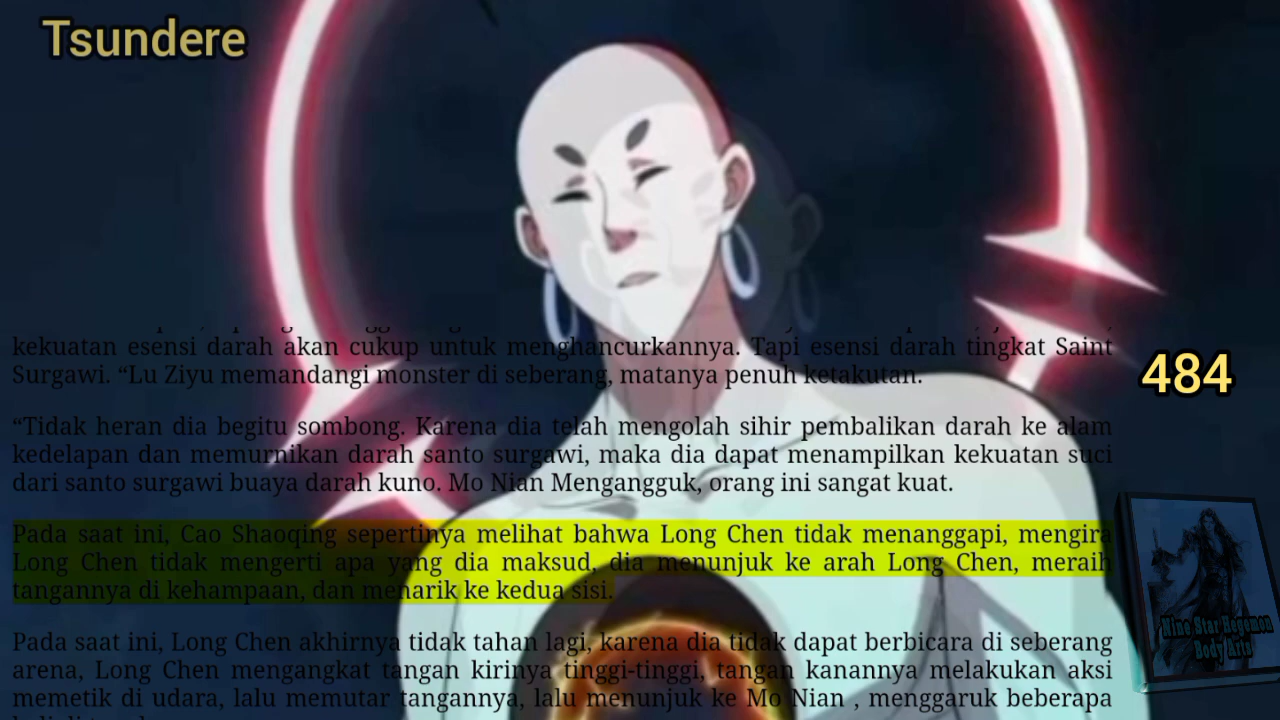 Tsundere
kekuatan esensi darah akan cukup untuk menghancurkannya. Tapi esensi darah tingkat Saint
Surgawi. “Lu Ziyu memandangi monster di seberang, matanya penuh ketakutan.
484
“Tidak heran dia begitu sombong. Karena dia telah mengolah sihir pembalikan darah ke alam
kedelapan dan memurnikan darah santo surgawi, maka dia dapat menampilkan kekuatan suci
dari santo surgawi buaya darah kuno. Mo Nian Mengangguk, orang ini sangat kuat.
Pada saat ini, Cao Shaoqing sepertinya melihat bahwa Long Chen tidak menanggapi, mengira
Long Chen tidak mengerti apa yang dia maksud, dia menunjuk ke arah Long Chen, meraih
tangannya di kehampaan, dan menarik ke kedua sisi.
Pada saat ini, Long Chen akhirnya tidak tahan lagi, karena dia tidak dapat berbicara di seberang
arena, Long Chen mengangkat tangan kirinya tinggi-tinggi, tangan kanannya melakukan aksi
memetik di udara, lalu memutar tangannya, lalu menunjuk ke Mo Nian , menggaruk beberapa
Nine Star Hegemon
Body Arts